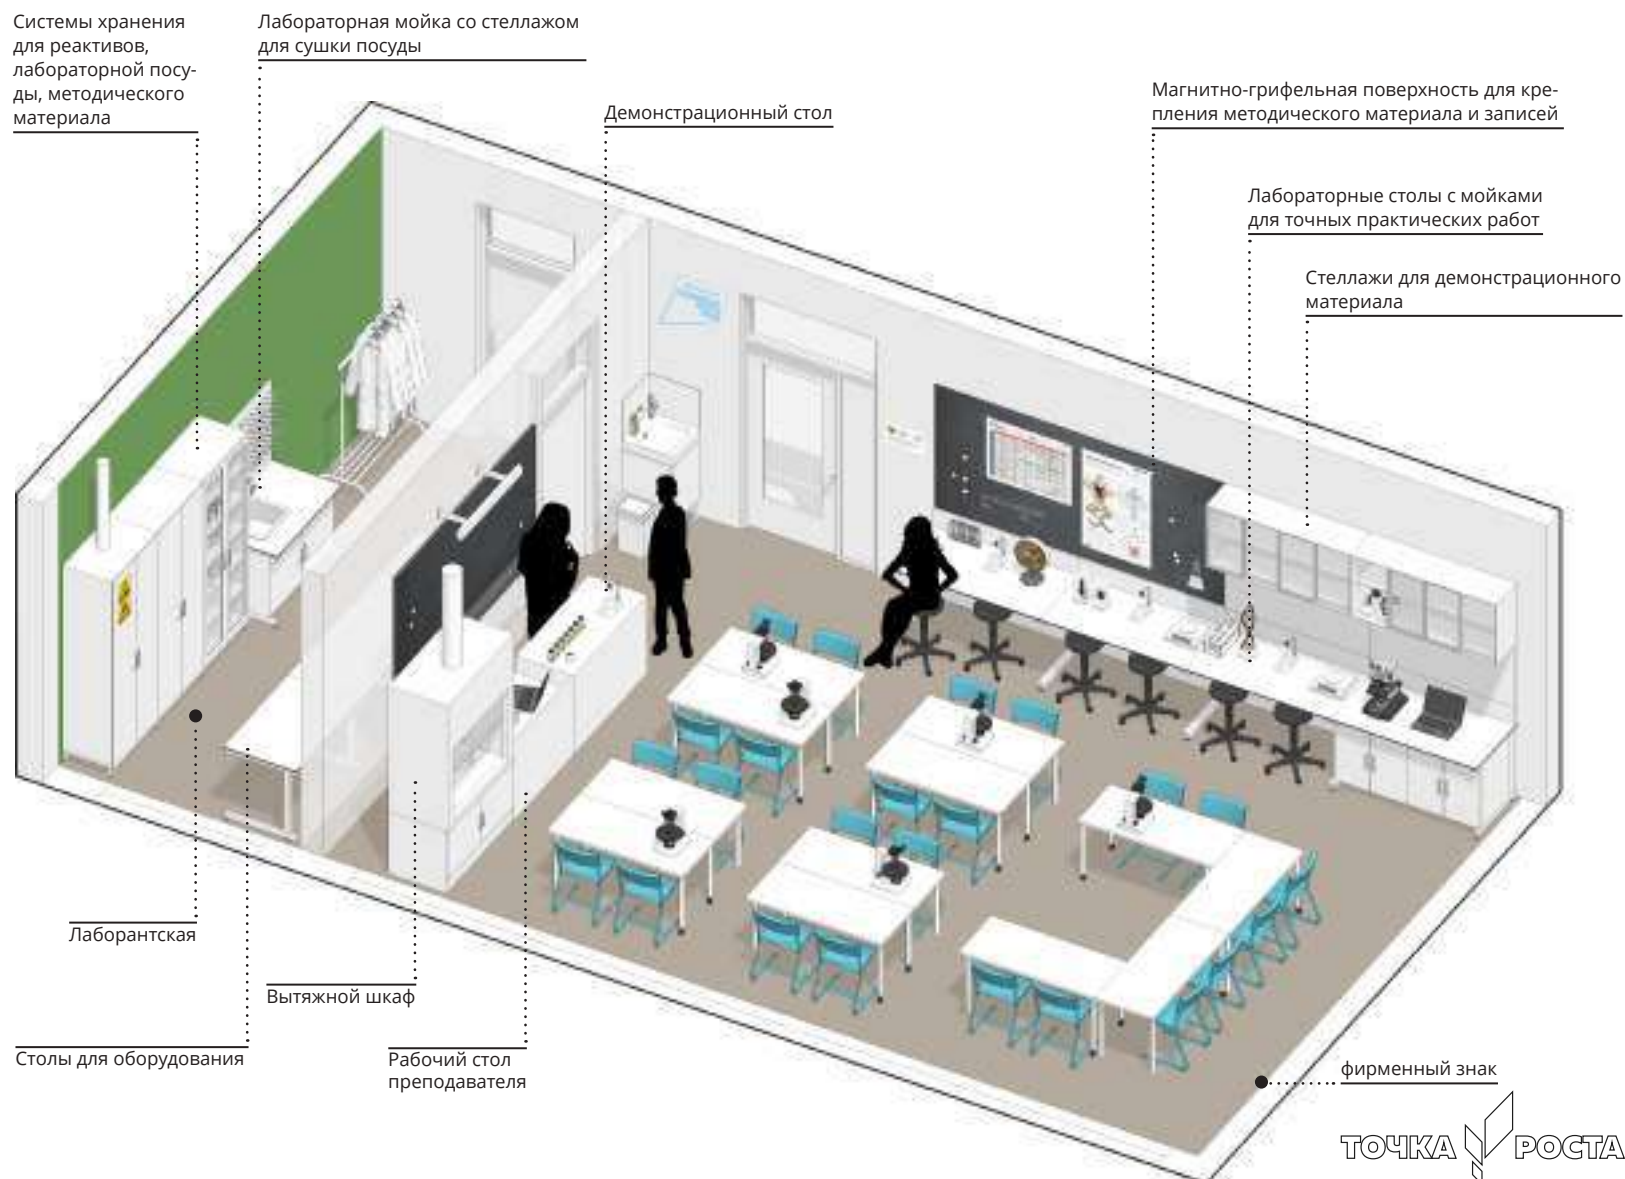 Системы хранения
для реактивов,
лабораторной посу-
ды, методического
материала
Лабораторная мойка со стеллажом
для сушки посуды
Демонстрационный стол
Магнитно-грифельная поверхность для кре-
пления методического материала и записей
Лабораторные столы с мойками
для точных практических работ
Стеллажи для демонстрационного
материала
Лаборантская
Вытяжной шкаф
Столы для оборудования
Рабочий стол
преподавателя
фирменный знак
ТОЧКА РОСТА